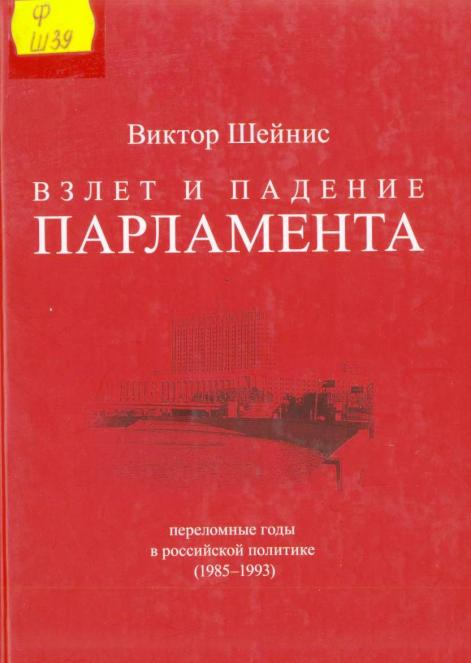 Ф
Ш39
Виктор Шейнис
ВЗЛЕТ И ПАДЕНИЕ
ПАРЛАМЕНТА
переломные годы
в российской политике
(1985–1993)